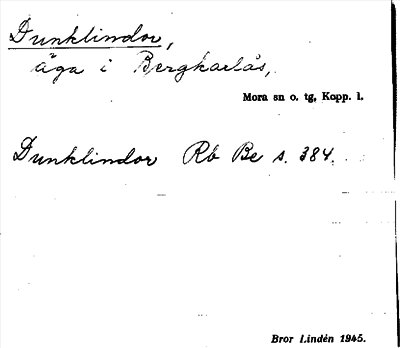 Dunklindor,
äga i Bergkarlås,
Mora sn o. tg, Kopp. l.
Dunklindor Rb Be s. 384.
Bror Lindén 1945.